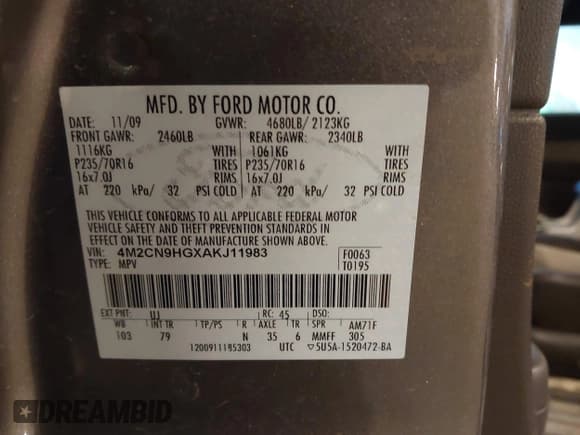 MFD. BY FORD MOTOR CO.
DATE: 11/09 GVWR: 4680LB/ 2123KG
FRONT GAWR: 2460LB REAR GAWR: 2340LB
1116KG WITH 1061KG WITH
P235/70R16 TIRES P235/70R16 TIRES
16x7.0J RIMS 16x7.0J RIMS
AT 220 kPa/ 32 PSI COLD AT 220 kPa/ 32 PSI COLD
THIS VEHICLE CONFORMS TO ALL APPLICABLE FEDERAL MOTOR
VEHICLE SAFETY AND THEFT PREVENTION STANDARDS IN
EFFECT ON THE DATE OF MANUFACTURE SHOWN ABOVE.
VIN: 4M2CN9HGXAKJ11983 F0063
TYPE: MPV T0195
EXT PNT: UJ RC: 45 DSO:
WB INT TR TP/PS R AXLE TR SPR AM71F
103 79 N 35 6 MMFF 305
1200911185303 UTC ▽5U5A-1520472-BA
DREAMBID